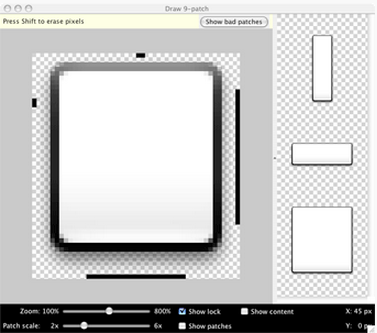 Draw 9-patch
Press Shift to erase pixels
Show bad patches
Zoom: 100% 800% Show lock Show content X: 45 px
Patch scale: 2x 6x Show patches Y: 0 px